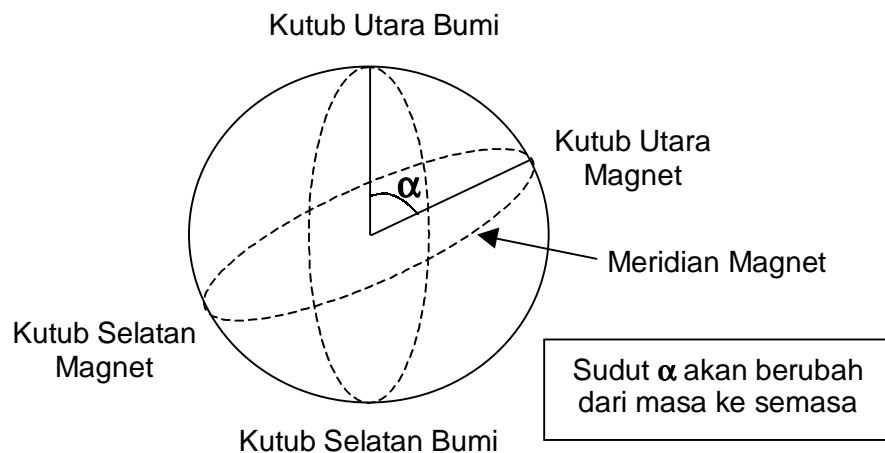 Kutub Utara Bumi
Kutub Utara
Magnet
α
Meridian Magnet
Kutub Selatan
Magnet
Sudut α akan berubah
dari masa ke semasa
Kutub Selatan Bumi